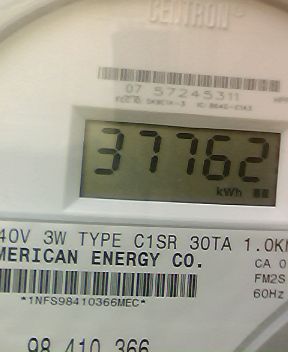 CENTRON
07 57245311
37762
kWh
40V 3W TYPE C1SR 30TA 1.0K
MERICAN ENERGY CO.
CA 0
FM2S
60Hz
*1NFS98410366MEC*
98 410 366